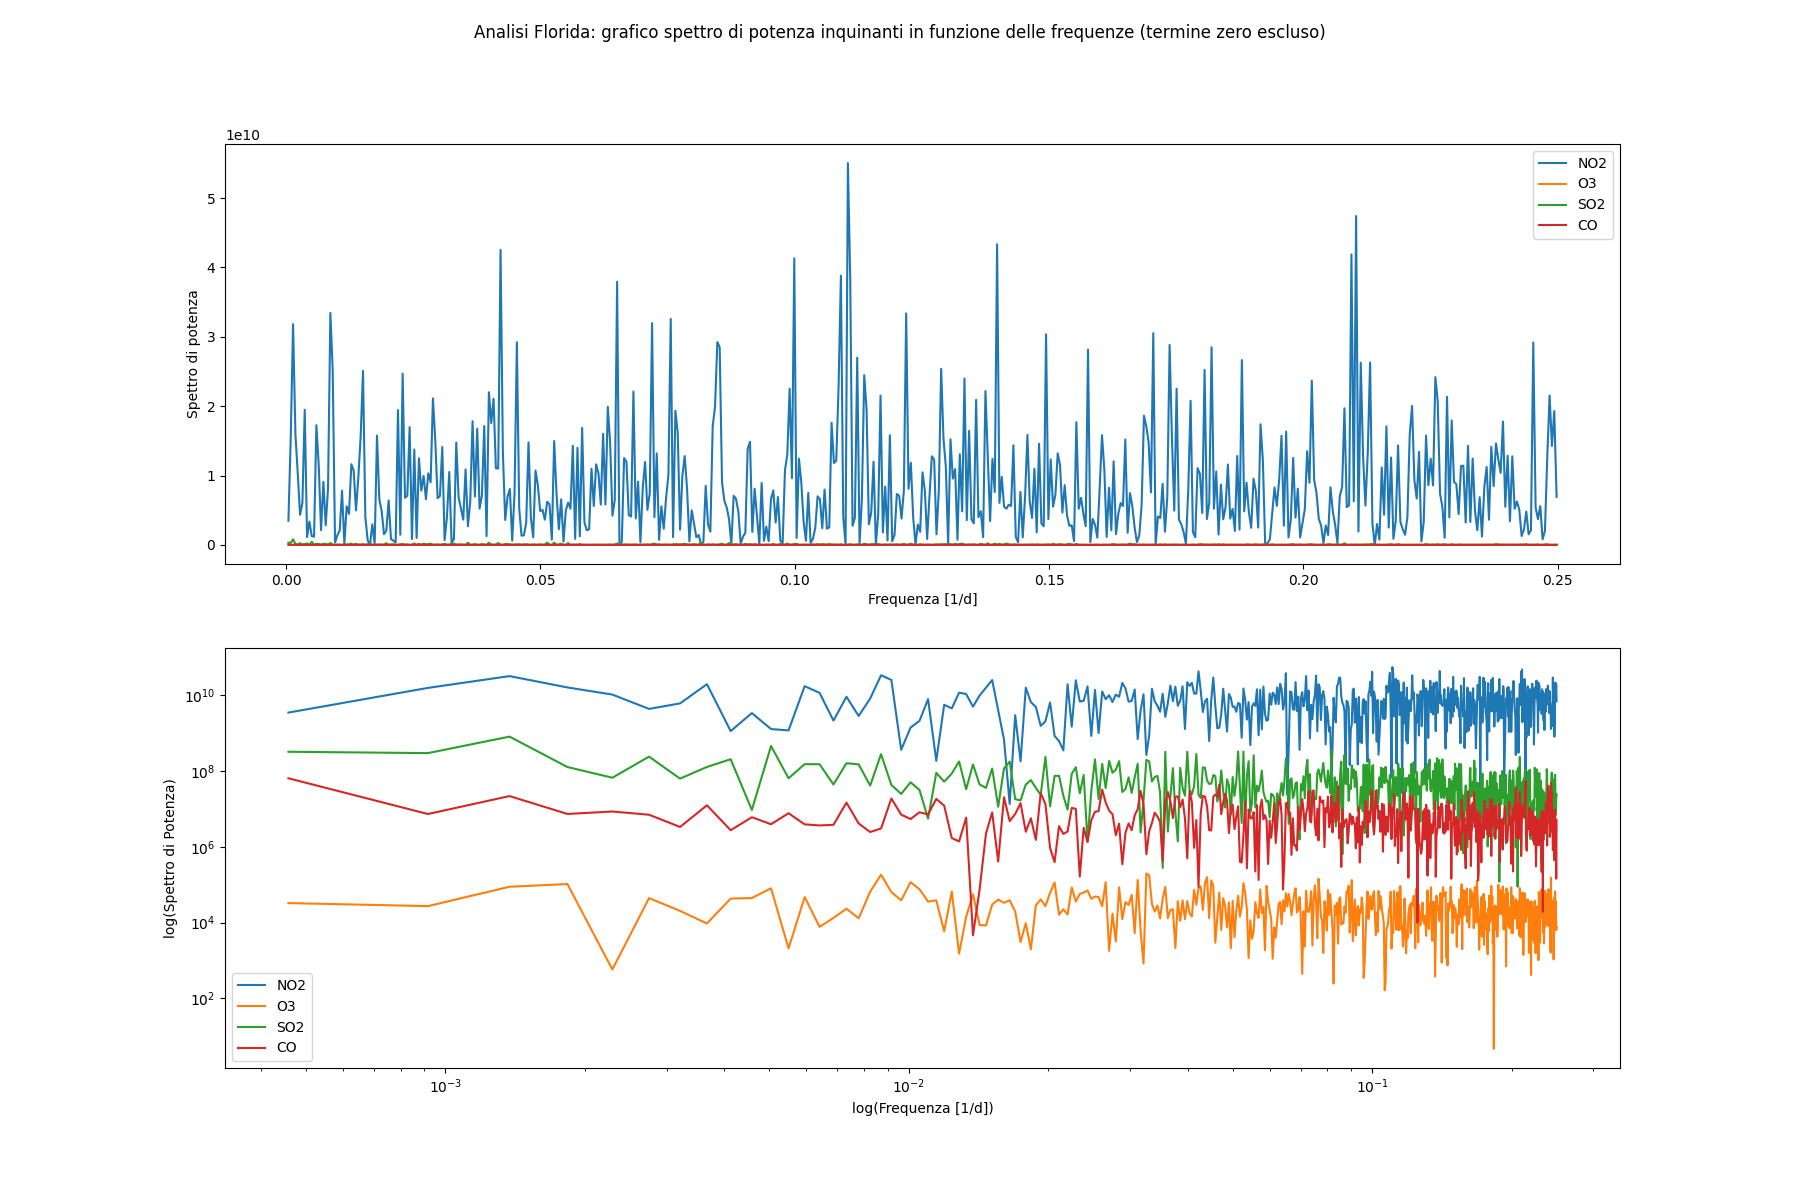 Analisi Florida: grafico spettro di potenza inquinanti in funzione delle frequenze (termine zero escluso)
1e10
NO2
O3
SO2
CO
Spettro di potenza
5
4
3
2
1
0
0.00 0.05 0.10 0.15 0.20 0.25
Frequenza [1/d]
log(Spettro di Potenza)
10^10
10^8
10^6
10^4
10^2
NO2
O3
SO2
CO
10^-3 10^-2 10^-1
log(Frequenza [1/d])